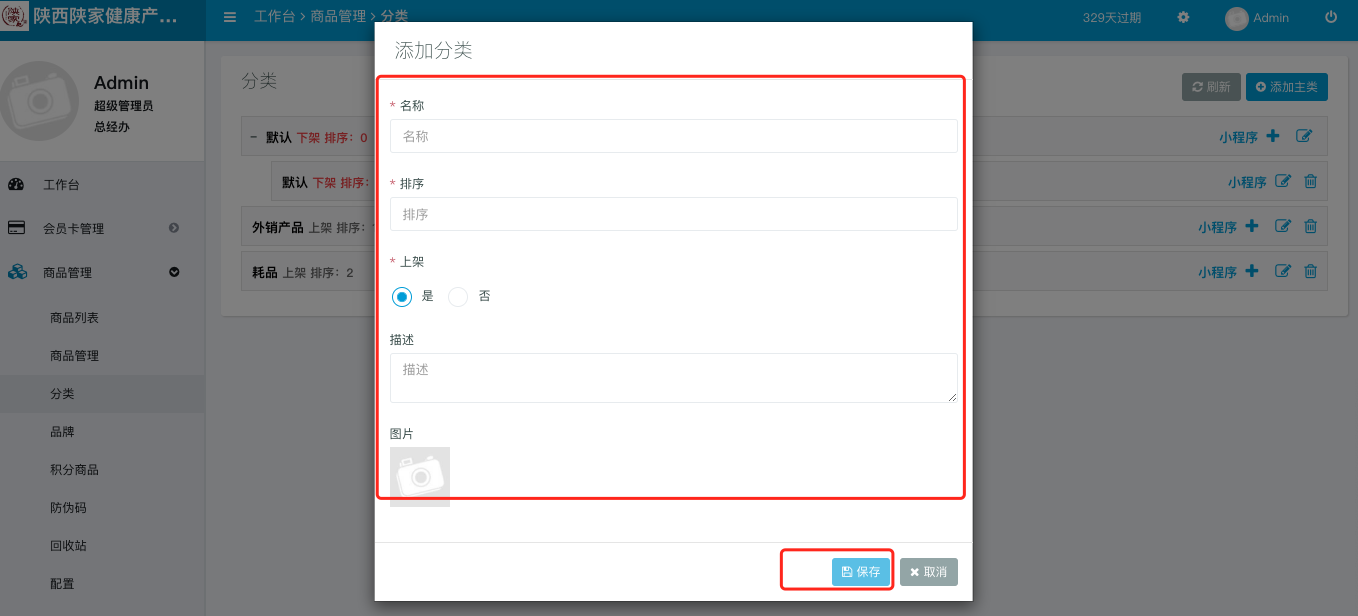 陕西陕家健康产...
工作台 > 商品管理 > 分类
329天过期
Admin
Admin
超级管理员
总经办
工作台
会员卡管理
商品管理
商品列表
商品管理
分类
品牌
积分商品
防伪码
回收站
配置
分类
刷新
添加主类
默认 下架 排序：0
小程序
默认 下架 排序：
小程序
外销产品 上架 排序：
小程序
耗品 上架 排序：2
小程序
添加分类
* 名称
名称
* 排序
排序
* 上架
是 否
描述
描述
图片
保存
取消